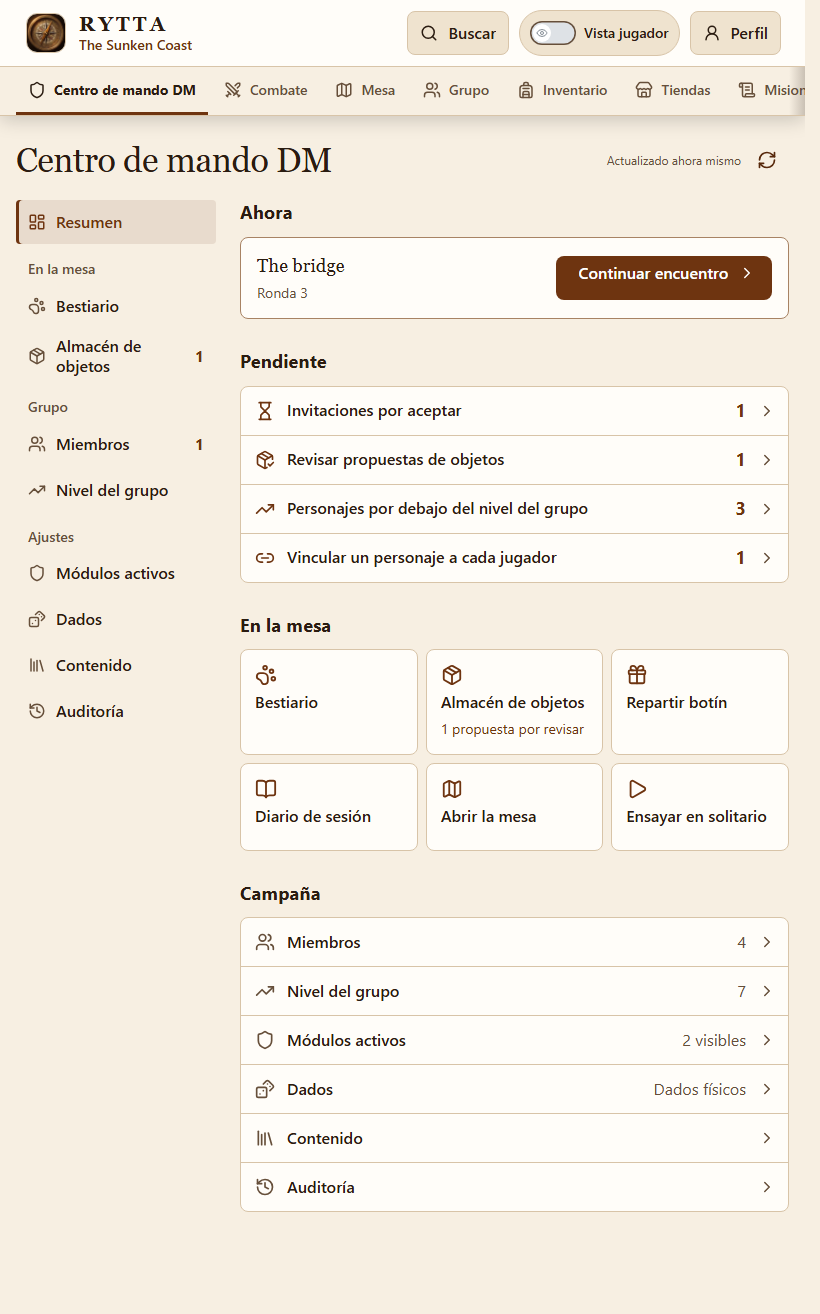 RYTTA
The Sunken Coast
Buscar
Vista jugador
Perfil
Centro de mando DM
Combate
Mesa
Grupo
Inventario
Tiendas
Mision
Centro de mando DM
Actualizado ahora mismo
Resumen
En la mesa
Bestiario
Almacén de
objetos
1
Grupo
Miembros
1
Nivel del grupo
Ajustes
Módulos activos
Dados
Contenido
Auditoría
Ahora
The bridge
Ronda 3
Continuar encuentro
Pendiente
Invitaciones por aceptar 1
Revisar propuestas de objetos 1
Personajes por debajo del nivel del grupo 3
Vincular un personaje a cada jugador 1
En la mesa
Bestiario
Almacén de objetos
1 propuesta por revisar
Repartir botín
Diario de sesión
Abrir la mesa
Ensayar en solitario
Campaña
Miembros 4
Nivel del grupo 7
Módulos activos 2 visibles
Dados Dados físicos
Contenido
Auditoría